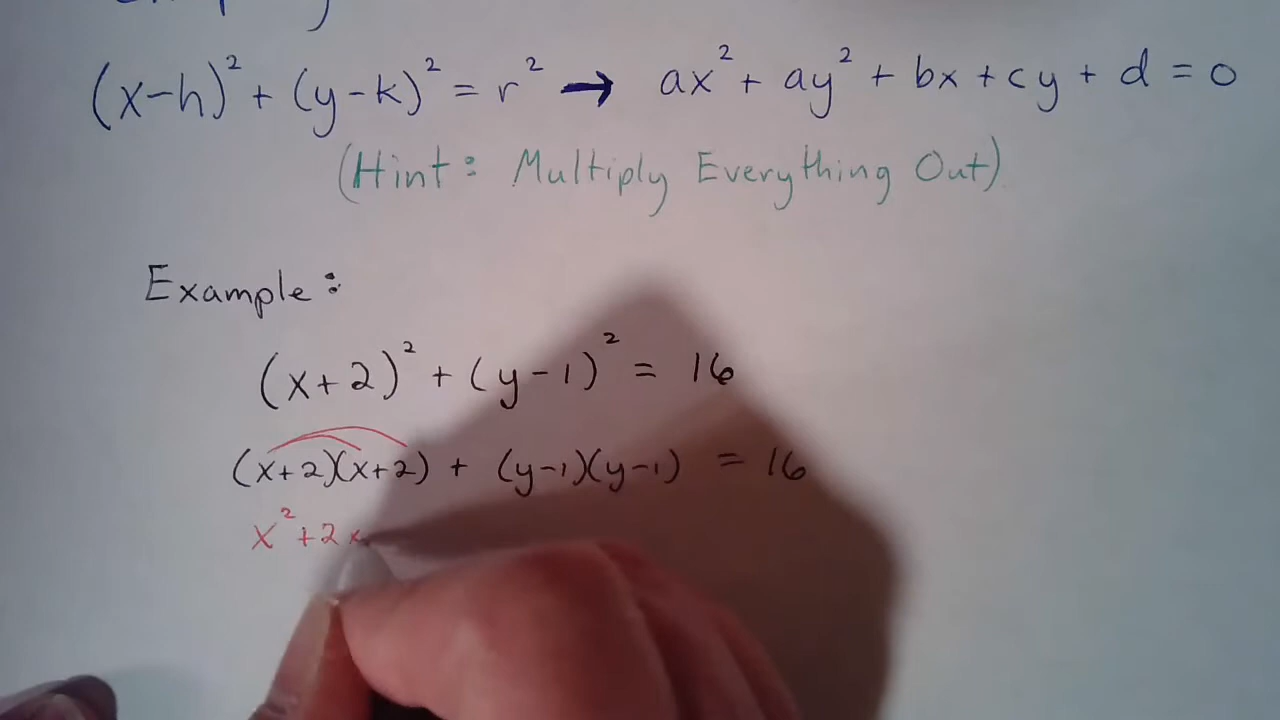 (x-h)² + (y-k)² = r² → ax² + ay² + bx + cy + d = 0
(Hint: Multiply Everything Out)
Example:
(x+2)² + (y-1)² = 16
(x+2)(x+2) + (y-1)(y-1) = 16
x² + 2x